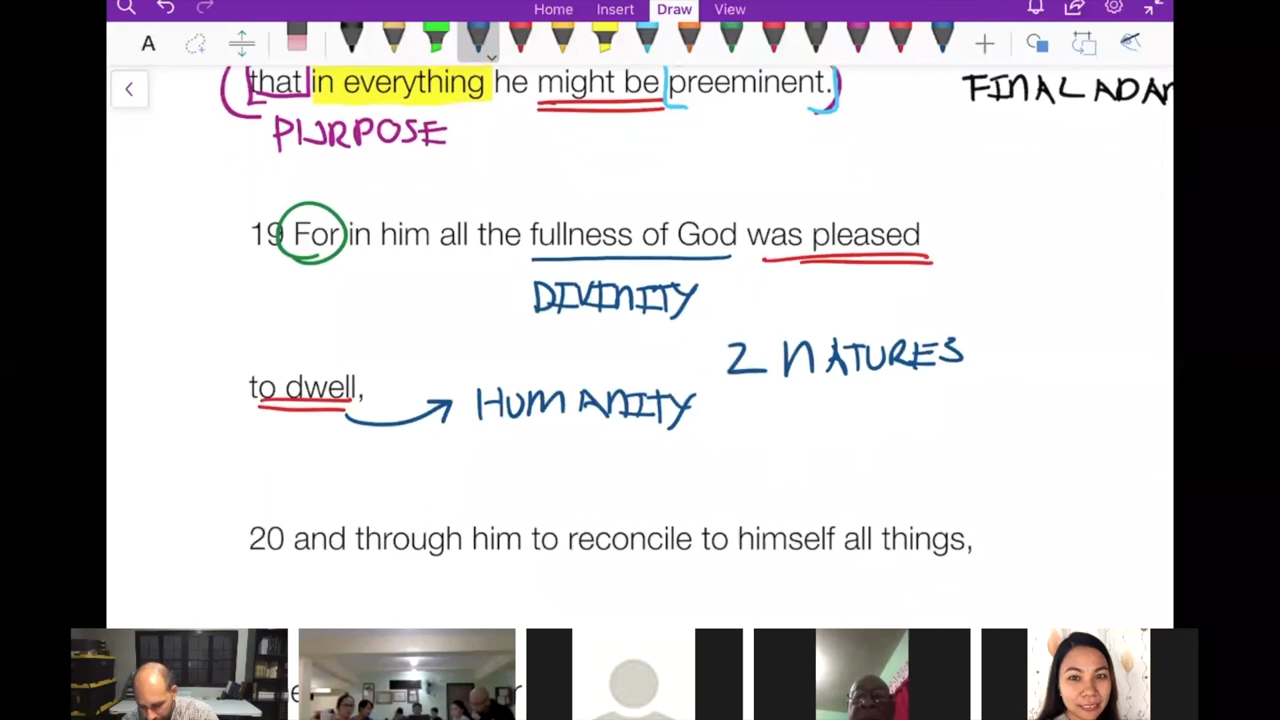 Home Insert Draw View
A
that in everything he might be preeminent.
FINAL ADAM
PURPOSE
19 For in him all the fullness of God was pleased
DIVINITY
2 NATURES
to dwell,
HUMANITY
20 and through him to reconcile to himself all things,